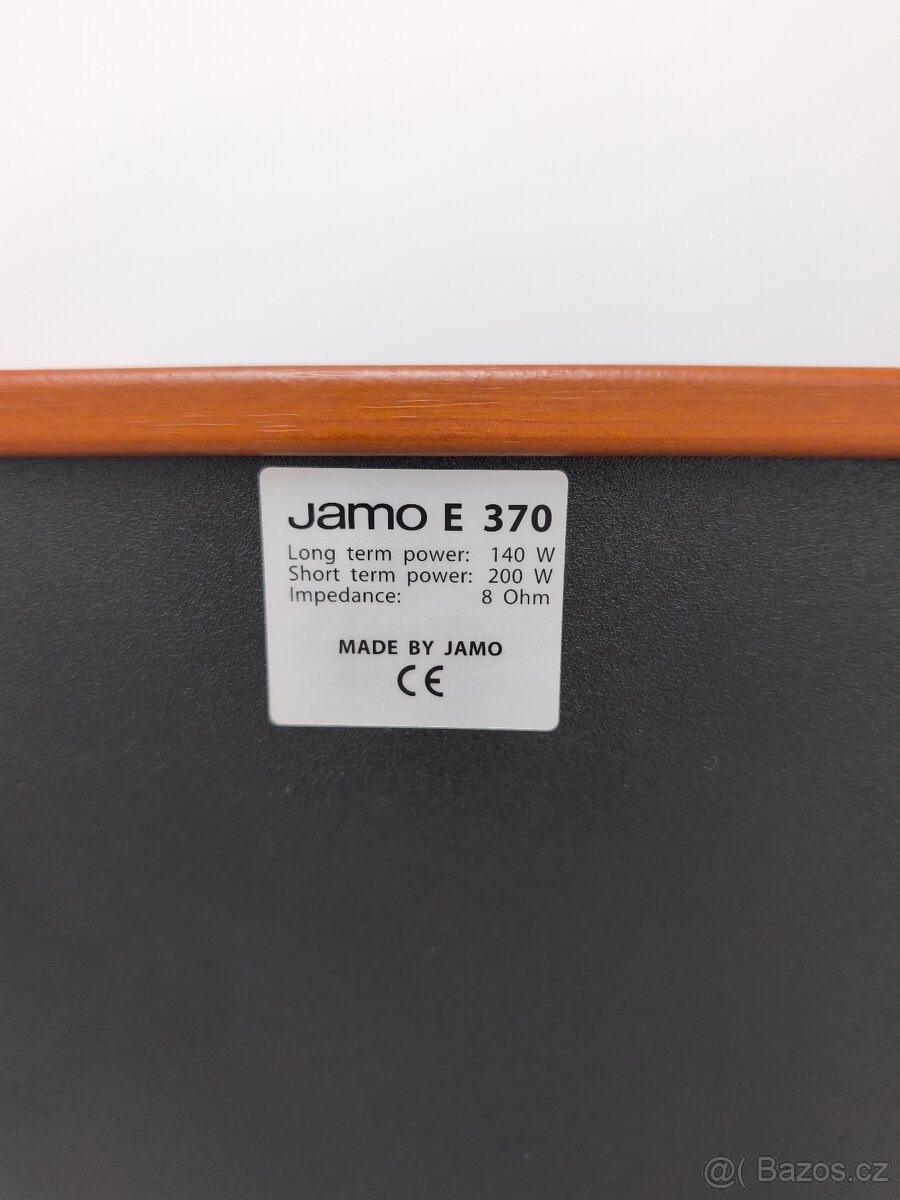 Jamo E 370
Long term power: 140 W
Short term power: 200 W
Impedance: 8 Ohm
MADE BY JAMO
CE
@( Bazos.cz